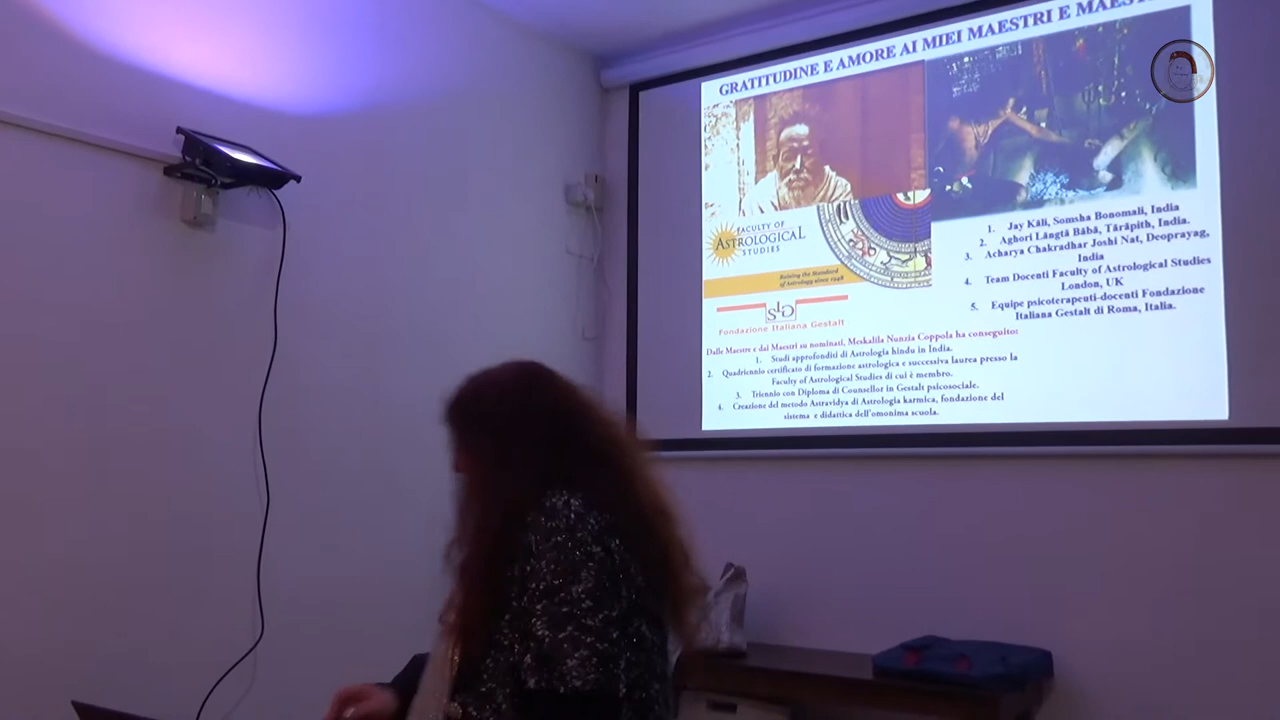 GRATITUDINE E AMORE AI MIEI MAESTRI E
FACULTY OF
ASTROLOGICAL
STUDIES
Raising the Standard
of Astrology since 1948
SIG
Fondazione Italiana Gestalt
1. Jay Kāli, Somsha Bonomali, India
2. Aghori Lāngtā Bābā, Tārāpith, India.
3. Acharya Chakradhar Joshi Nat, Deoprayag,
India
4. Team Docenti Faculty of Astrological Studies
London, UK
5. Equipe psicoterapeuti-docenti Fondazione
Italiana Gestalt di Roma, Italia.
Dalle Maestre e dai Maestri su nominati, Meskalila Nunzia Coppola ha conseguito:
1. Studi approfonditi di Astrologia hindu in India.
2. Quadriennio certificato di formazione astrologica e successiva laurea presso la
Faculty of Astrological Studies di cui è membro.
3. Triennio con Diploma di Counsellor in Gestalt psicosociale.
4. Creazione del metodo Astravidya di Astrologia karmica, fondazione del
sistema e didattica dell'omonima scuola.